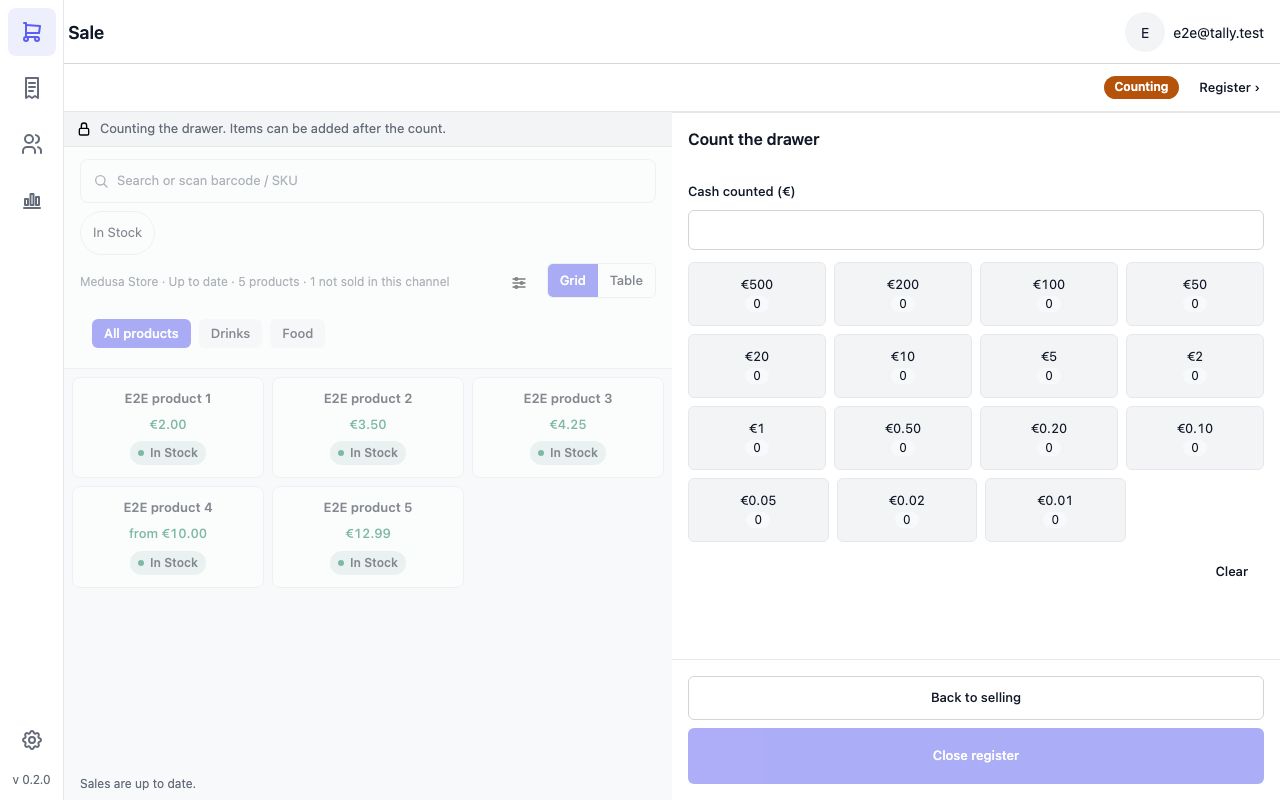 Sale
E e2e@tally.test
Counting Register ›
Counting the drawer. Items can be added after the count.
Search or scan barcode / SKU
In Stock
Medusa Store · Up to date · 5 products · 1 not sold in this channel
Grid Table
All products Drinks Food
E2E product 1
€2.00
In Stock
E2E product 2
€3.50
In Stock
E2E product 3
€4.25
In Stock
E2E product 4
from €10.00
In Stock
E2E product 5
€12.99
In Stock
Sales are up to date.
v 0.2.0
Count the drawer
Cash counted (€)
€500 €200 €100 €50
0 0 0 0
€20 €10 €5 €2
0 0 0 0
€1 €0.50 €0.20 €0.10
0 0 0 0
€0.05 €0.02 €0.01
0 0 0
Clear
Back to selling
Close register